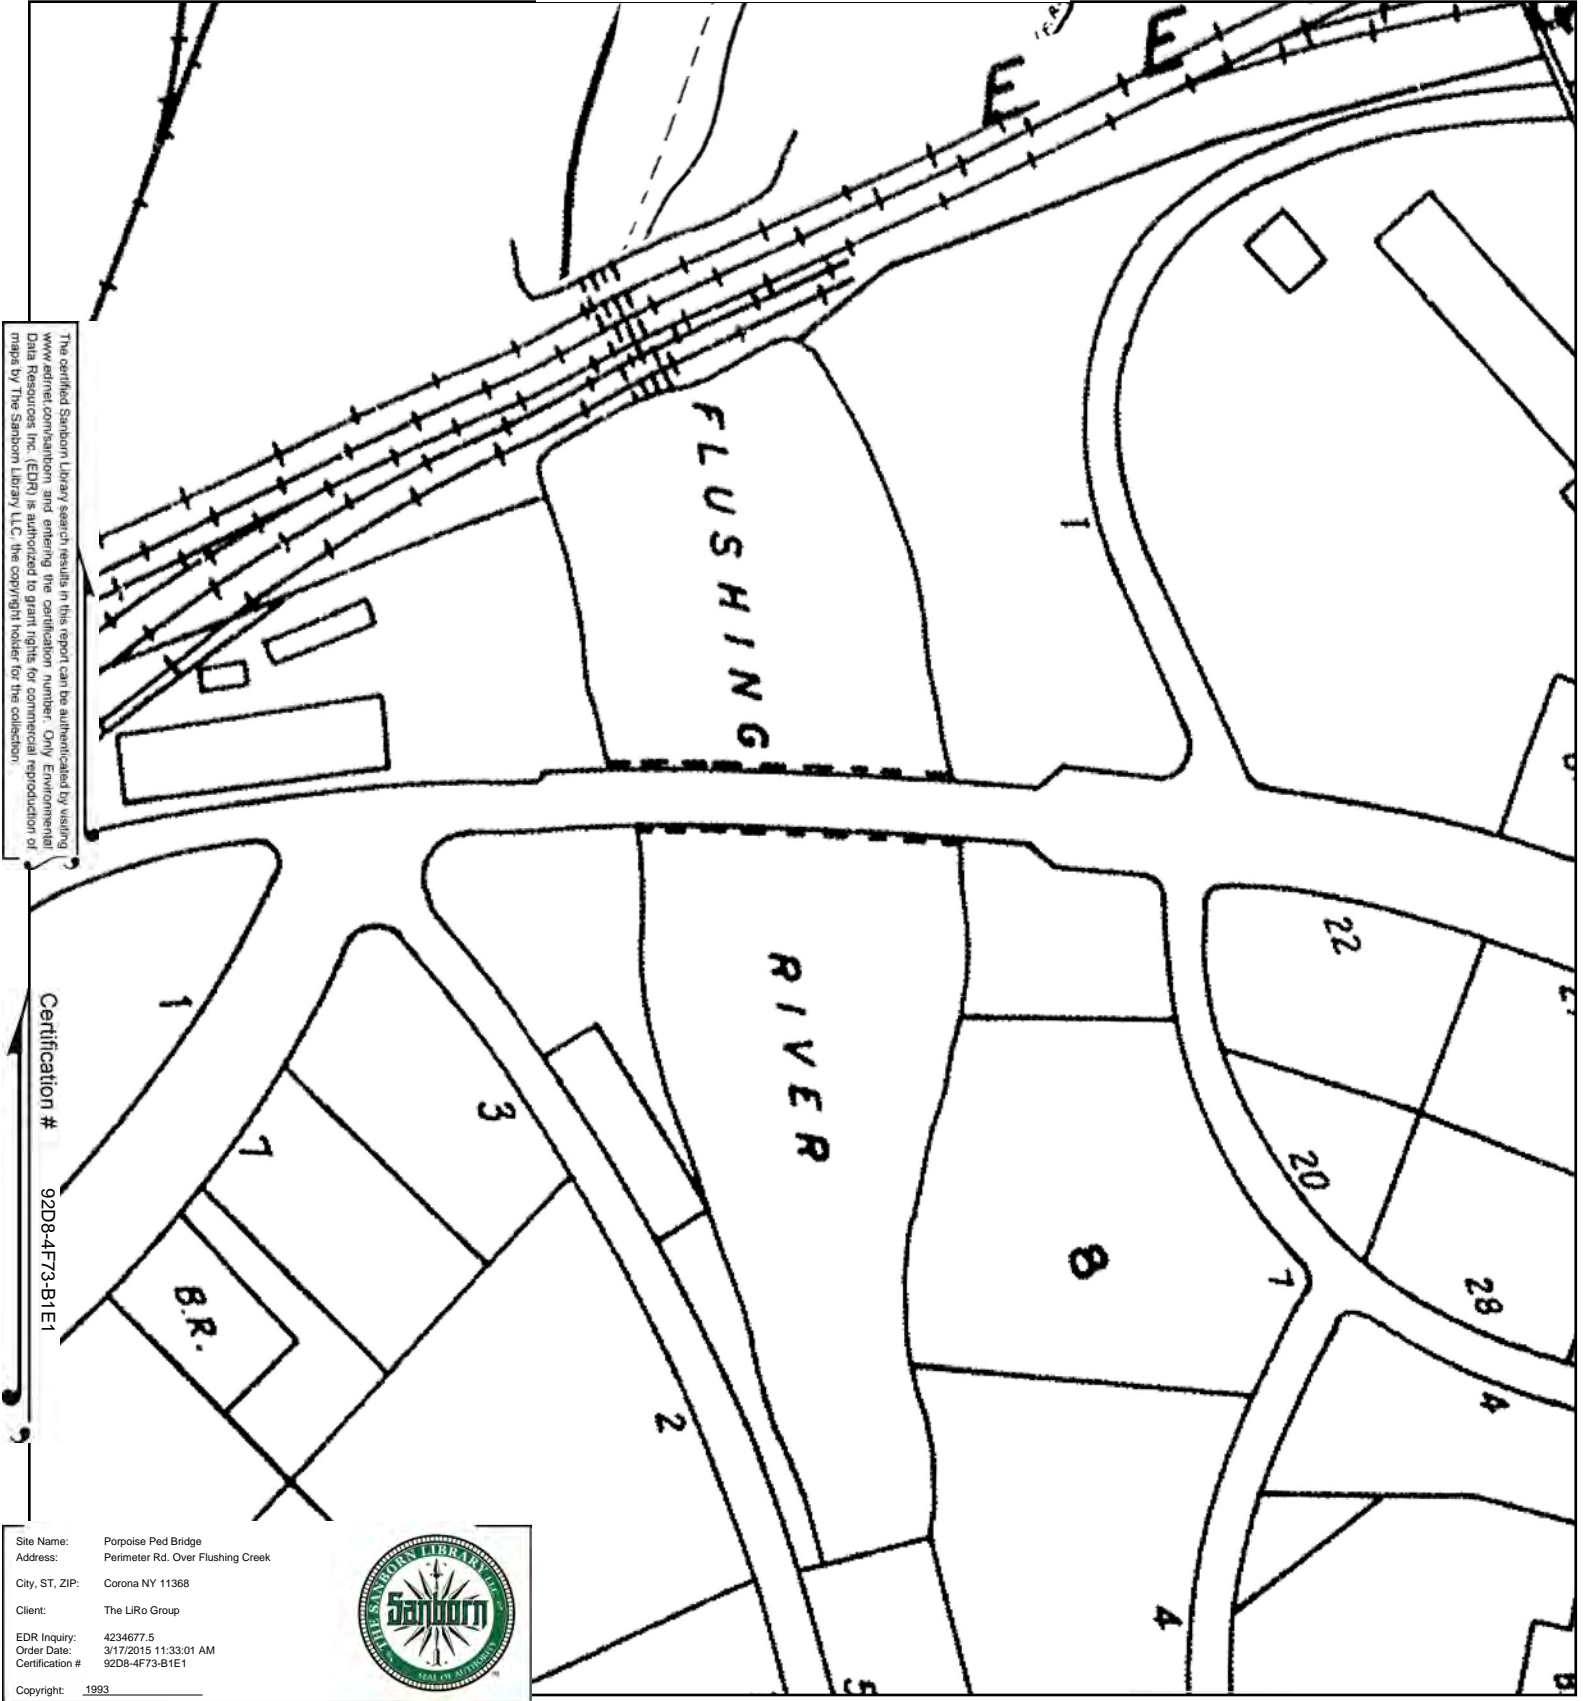 E
E
FLUSHING
1
The certified Sanborn Library search results in this report can be authenticated by visiting
www.edrnet.com/sanborn and entering the certification number. Only Environmental
Data Resources Inc. (EDR) is authorized to grant rights for commercial reproduction of
maps by The Sanborn Library LLC, the copyright holder for the collection.
22
RIVER
1
3
7
20
8
7
28
B.R.
4
2
4
Certification # 92D8-4F73-B1E1
Site Name: Porpoise Ped Bridge
Address: Perimeter Rd. Over Flushing Creek
City, ST, ZIP: Corona NY 11368
Client: The LiRo Group
EDR Inquiry: 4234677.5
Order Date: 3/17/2015 11:33:01 AM
Certification # 92D8-4F73-B1E1
Copyright: 1993
THE SANBORN LIBRARY, LLC
Sanborn
SEAL OF AUTHORITY